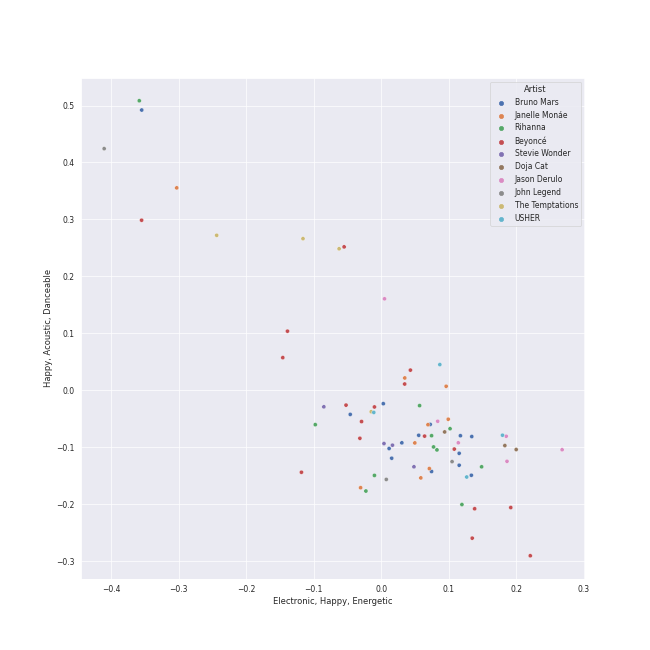 Artist
Bruno Mars
Janelle Monáe
Rihanna
Beyoncé
Stevie Wonder
Doja Cat
Jason Derulo
John Legend
The Temptations
USHER
0.5
0.4
0.3
0.2
0.1
0.0
−0.1
−0.2
−0.3
Happy, Acoustic, Danceable
−0.4
−0.3
−0.2
−0.1
0.0
0.1
0.2
0.3
Electronic, Happy, Energetic